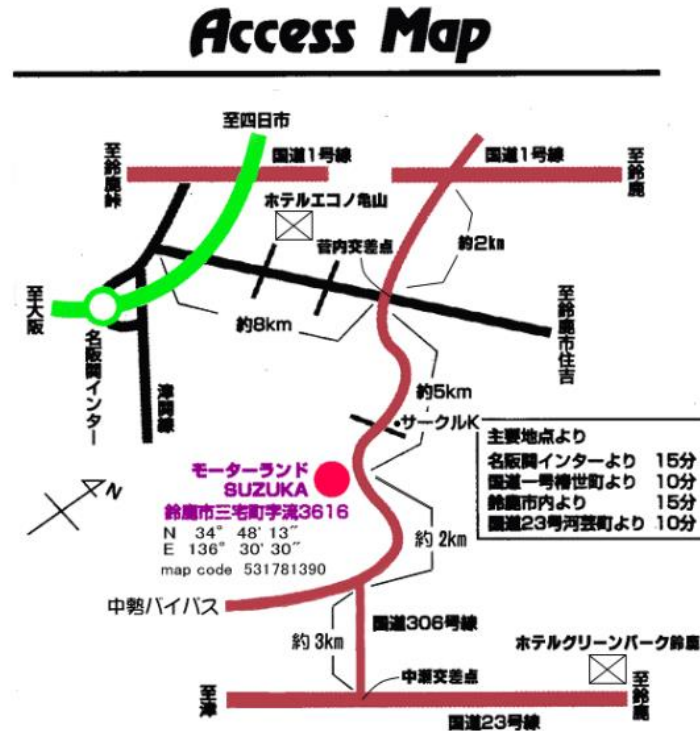 Access Map
至四日市
国道1号線
国道1号線
至鈴鹿峠
至鈴鹿
ホテルエコノ亀山
菅内交差点
約2km
至大阪
名阪関インター
約8km
至鈴鹿市住吉
津関線
約5km
サークルK
主要地点より
名阪関インターより 15分
国道一号椿世町より 10分
鈴鹿市内より 15分
国道23号河芸町より 10分
モーターランド
SUZUKA
鈴鹿市三宅町字流3616
N 34° 48' 13"
E 136° 30' 30"
map code 531781390
N
約2km
中勢バイパス
約3km
国道306号線
ホテルグリーンパーク鈴鹿
中瀬交差点
至津
至鈴鹿
国道23号線